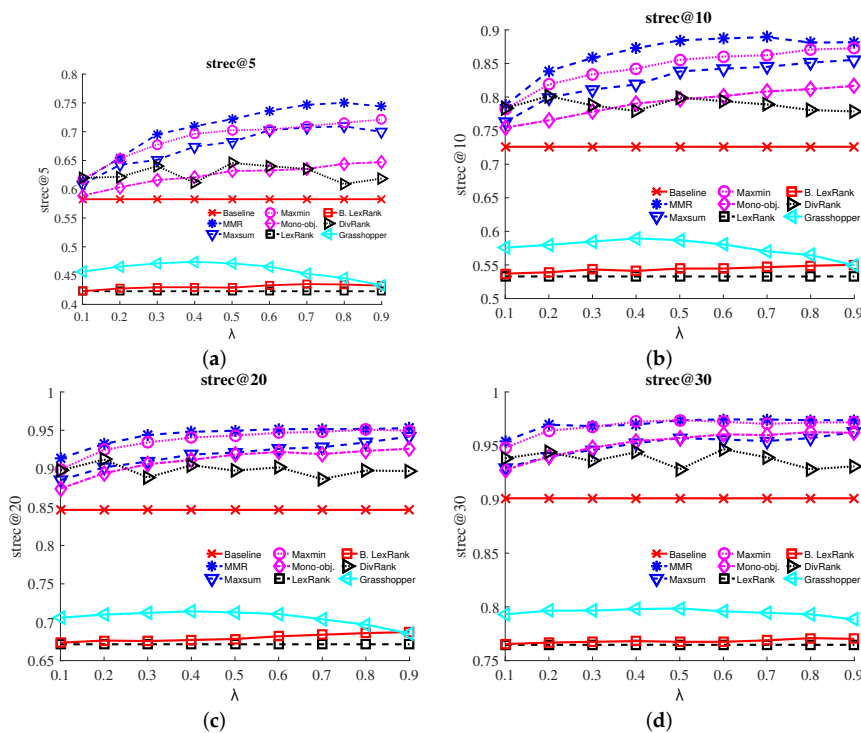 strec@5
0.8
0.75
0.7
0.65
0.6
0.55
0.5
0.45
0.4
strec@5
Baseline Maxmin B. LexRank
MMR Mono-obj. DivRank
Maxsum LexRank Grasshopper
0.1 0.2 0.3 0.4 0.5 0.6 0.7 0.8 0.9
λ
(a)
strec@10
0.9
0.85
0.8
0.75
0.7
0.65
0.6
0.55
0.5
strec@10
Baseline Maxmin B. LexRank
MMR Mono-obj. DivRank
Maxsum LexRank Grasshopper
0.1 0.2 0.3 0.4 0.5 0.6 0.7 0.8 0.9
λ
(b)
strec@20
1
0.95
0.9
0.85
0.8
0.75
0.7
0.65
strec@20
Baseline Maxmin B. LexRank
MMR Mono-obj. DivRank
Maxsum LexRank Grasshopper
0.1 0.2 0.3 0.4 0.5 0.6 0.7 0.8 0.9
λ
(c)
strec@30
1
0.95
0.9
0.85
0.8
0.75
strec@30
Baseline Maxmin B. LexRank
MMR Mono-obj. DivRank
Maxsum LexRank Grasshopper
0.1 0.2 0.3 0.4 0.5 0.6 0.7 0.8 0.9
λ
(d)